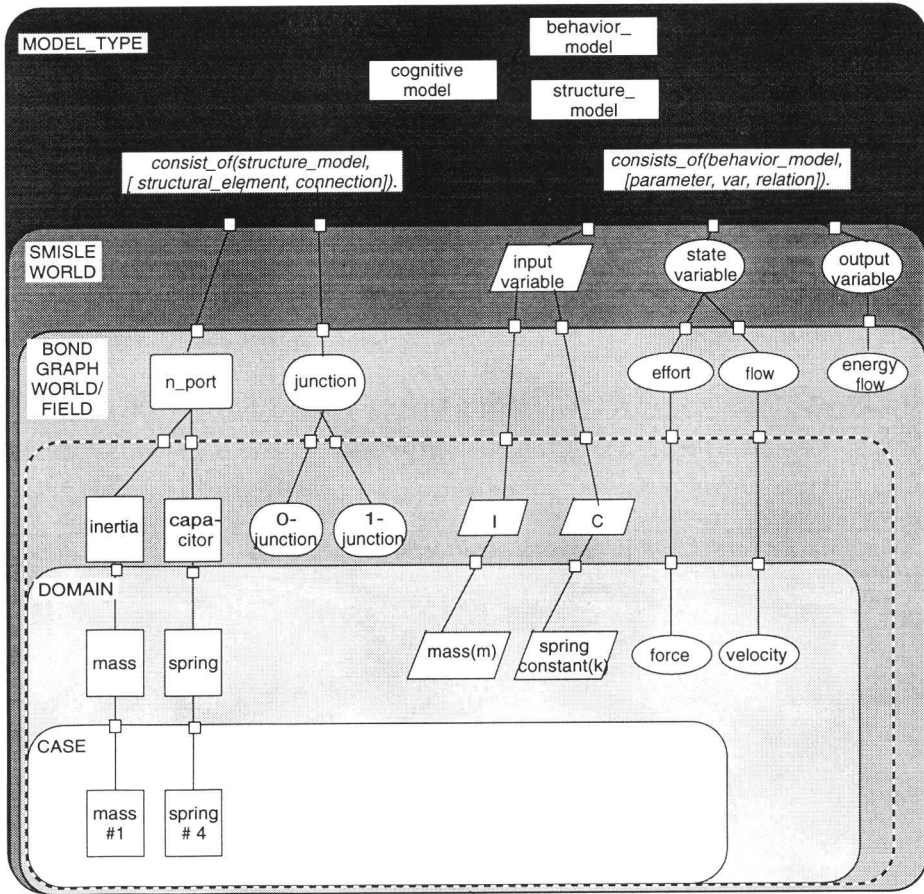 behavior_
model
MODEL_TYPE
cognitive
model
structure_
model
consist_of(structure_model,
[ structural_element, connection]).
consists_of(behavior_model,
[parameter, var, relation]).
SMISLE
WORLD
input
variable
state
variable
output
variable
BOND
GRAPH
WORLD/
FIELD
n_port
junction
effort
flow
energy
flow
inertia
capa-
citor
0-
junction
1-
junction
I
C
DOMAIN
mass
spring
mass(m)
spring
constant(k)
force
velocity
CASE
mass
#1
spring
# 4